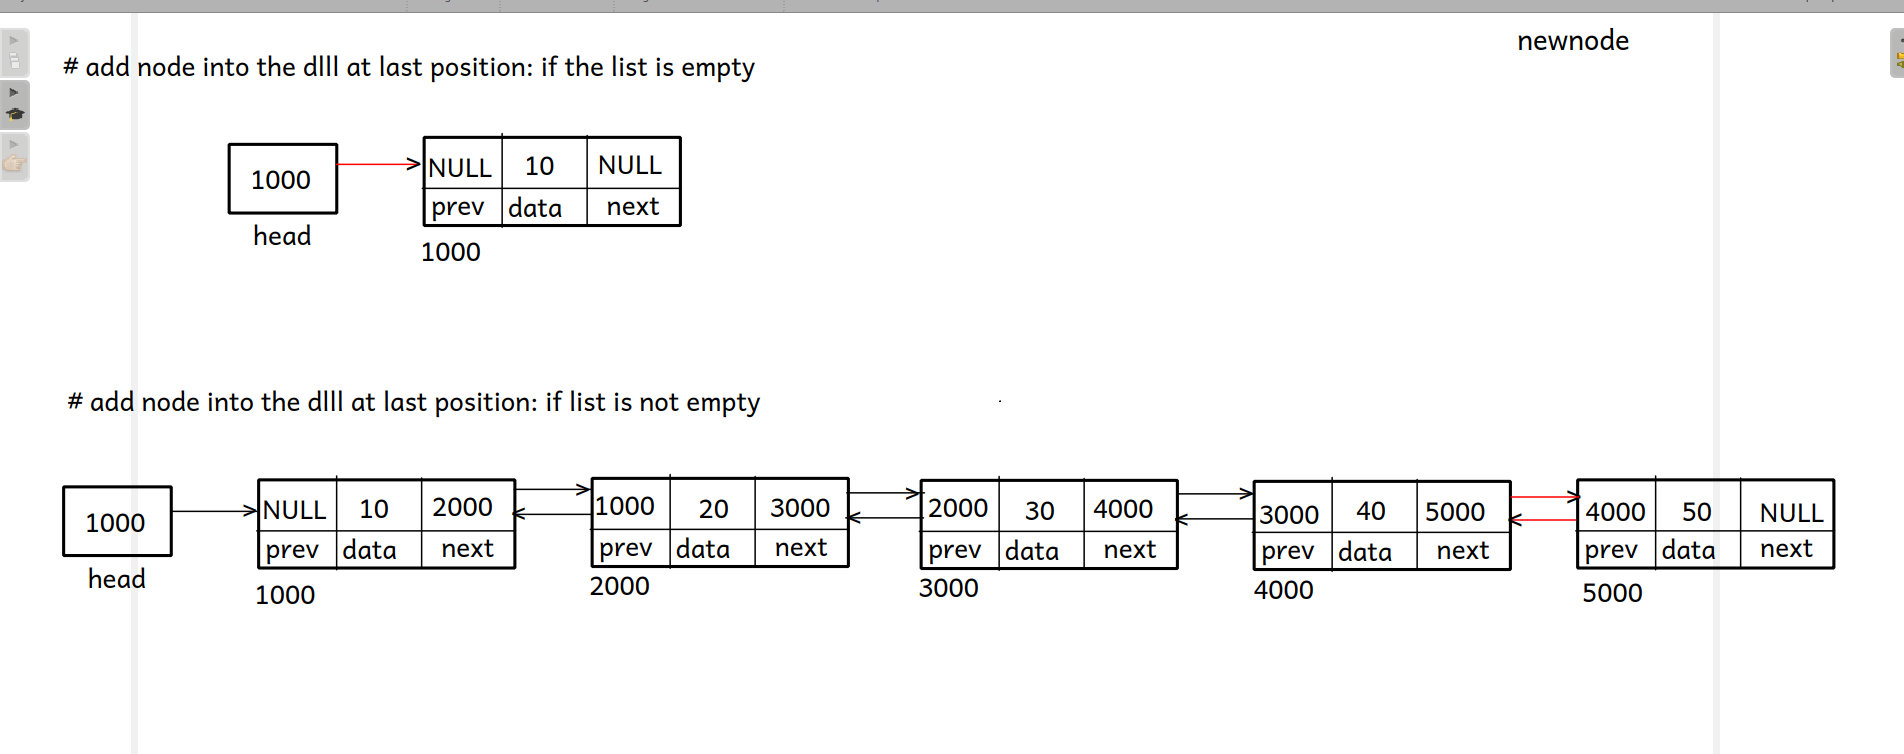 newnode
# add node into the dlll at last position: if the list is empty
1000
NULL 10 NULL
prev data next
head
1000
# add node into the dlll at last position: if list is not empty
1000
NULL 10 2000
1000 20 3000
2000 30 4000
3000 40 5000
4000 50 NULL
prev data next
prev data next
prev data next
prev data next
prev data next
head
1000
2000
3000
4000
5000